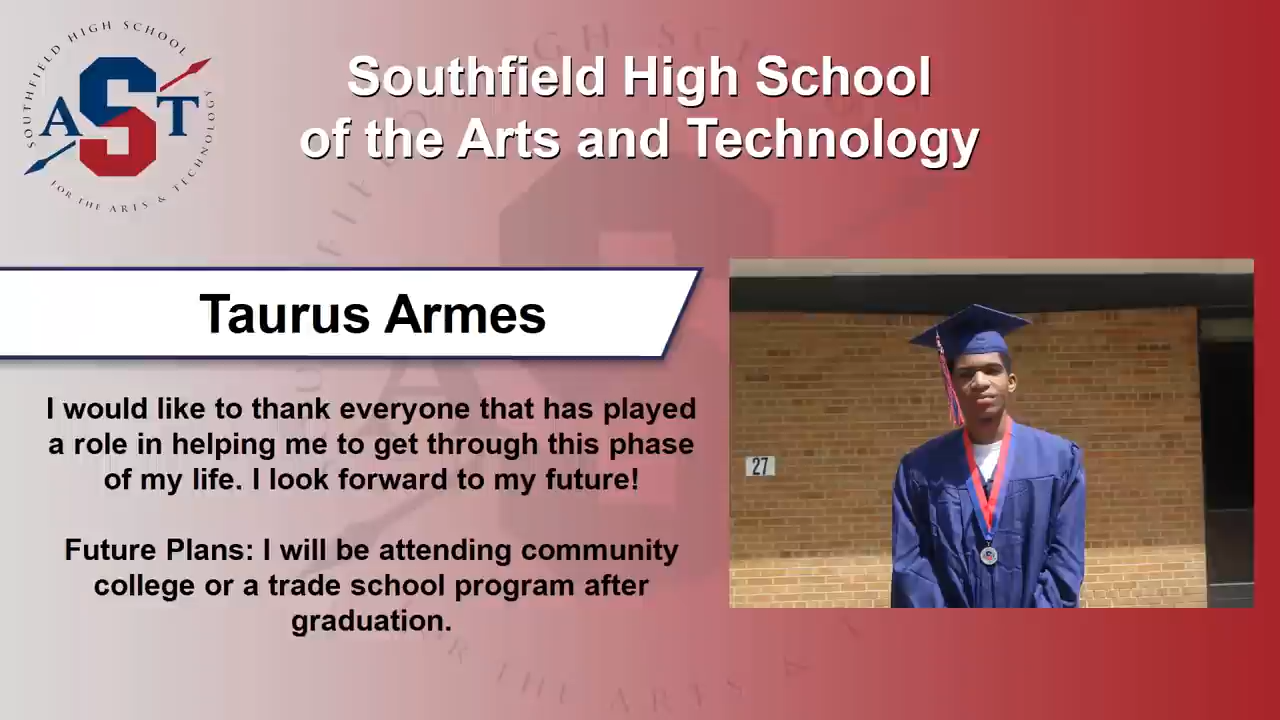 SOUTHFIELD HIGH SCHOOL
AST
FOR THE ARTS & TECHNOLOGY
Southfield High School
of the Arts and Technology
Taurus Armes
I would like to thank everyone that has played
a role in helping me to get through this phase
of my life. I look forward to my future!
Future Plans: I will be attending community
college or a trade school program after
graduation.
27